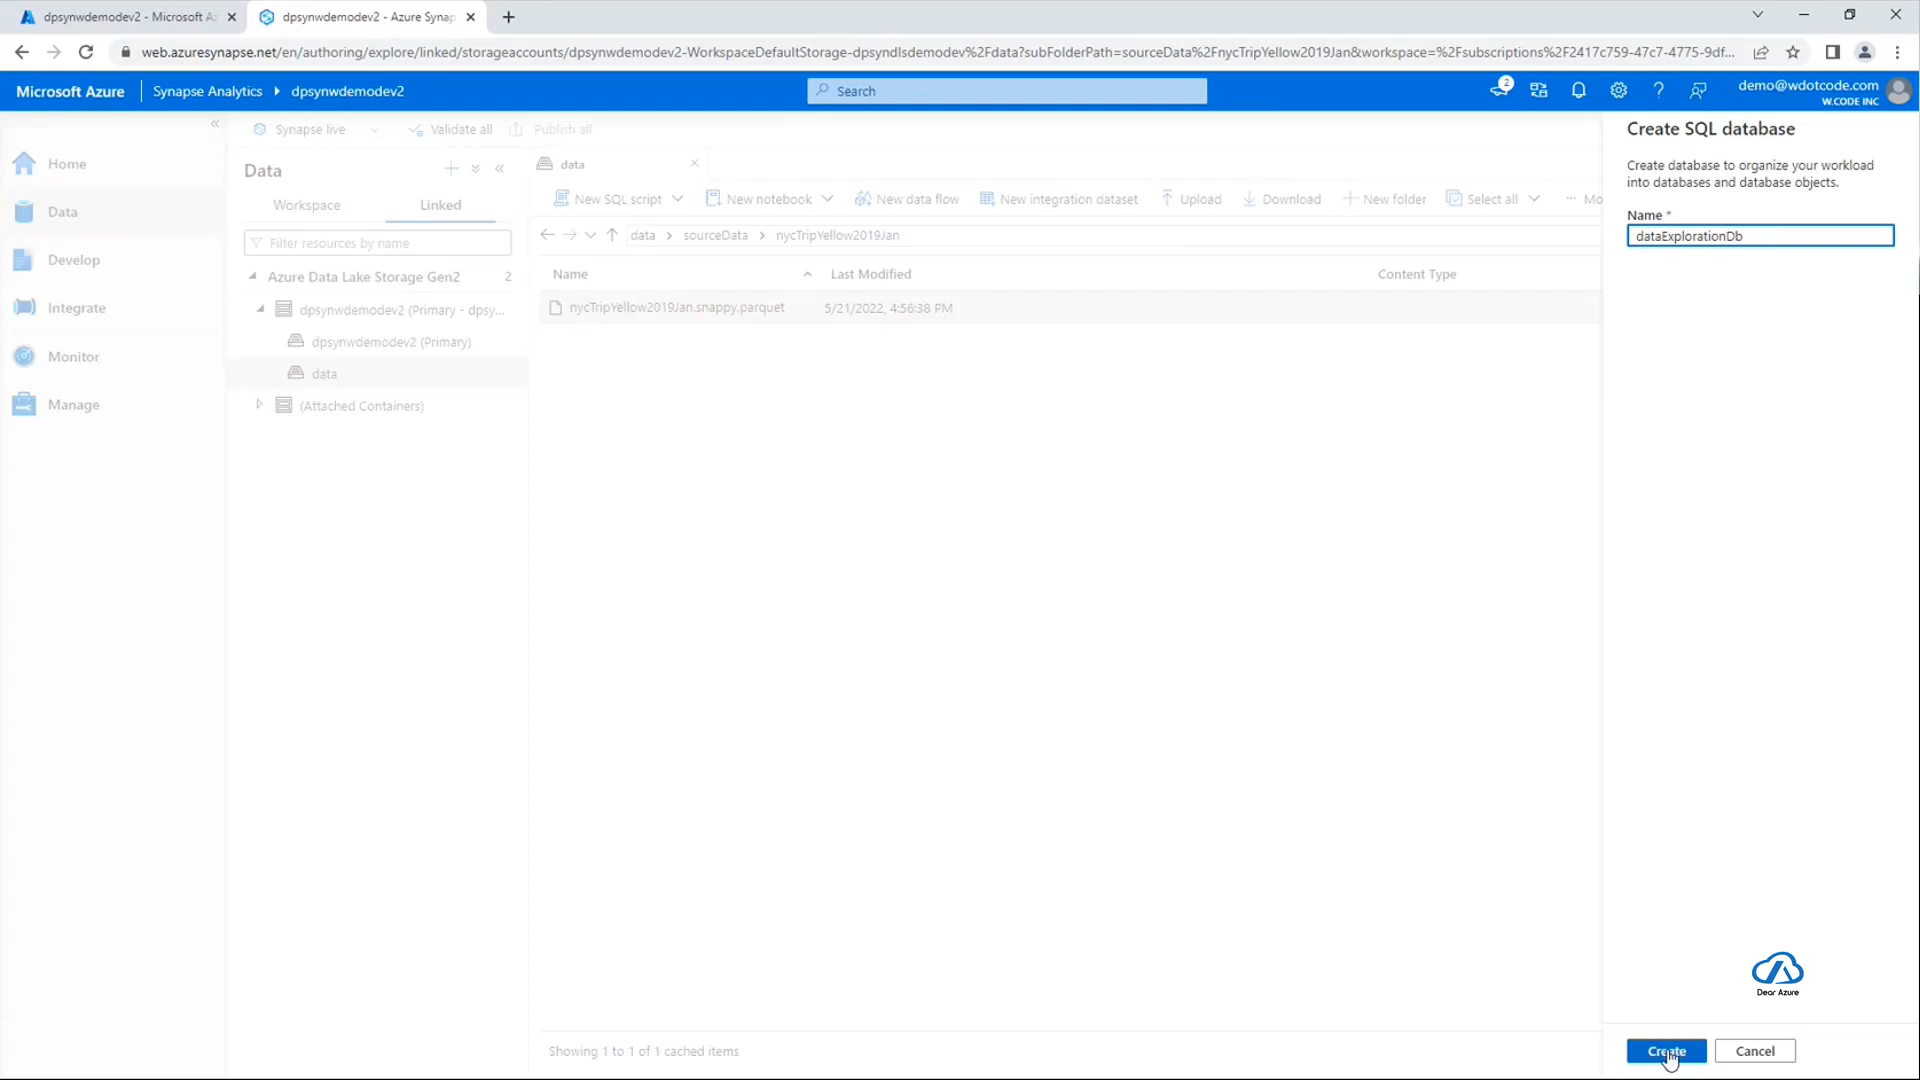 dpsynwdemodev2 - Microsoft Az
dpsynwdemodev2 - Azure Synap
web.azuresynapse.net/en/authoring/explore/linked/storageaccounts/dpsynwdemodev2-WorkspaceDefaultStorage-dpsyndlsdemodev%2Fdata?subFolderPath=sourceData%2FnycTripYellow2019Jan&workspace=%2Fsubscriptions%2F2417c759-47c7-4775-9df...
Microsoft Azure
Synapse Analytics
dpsynwdemodev2
Search
2
demo@wdotcode.com
W.CODE INC
Home
Data
Develop
Integrate
Monitor
Manage
Synapse live
Validate all
Publish all
Data
Workspace
Linked
Filter resources by name
Azure Data Lake Storage Gen2 2
dpsynwdemodev2 (Primary - dpsy...
dpsynwdemodev2 (Primary)
data
(Attached Containers)
data
New SQL script
New notebook
New data flow
New integration dataset
Upload
Download
New folder
Select all
... Mo
data > sourceData > nycTripYellow2019Jan
Name
Last Modified
Content Type
nycTripYellow2019Jan.snappy.parquet
5/21/2022, 4:56:38 PM
Showing 1 to 1 of 1 cached items
Create SQL database
Create database to organize your workload
into databases and database objects.
Name *
dataExplorationDb
Dear Azure
Create
Cancel